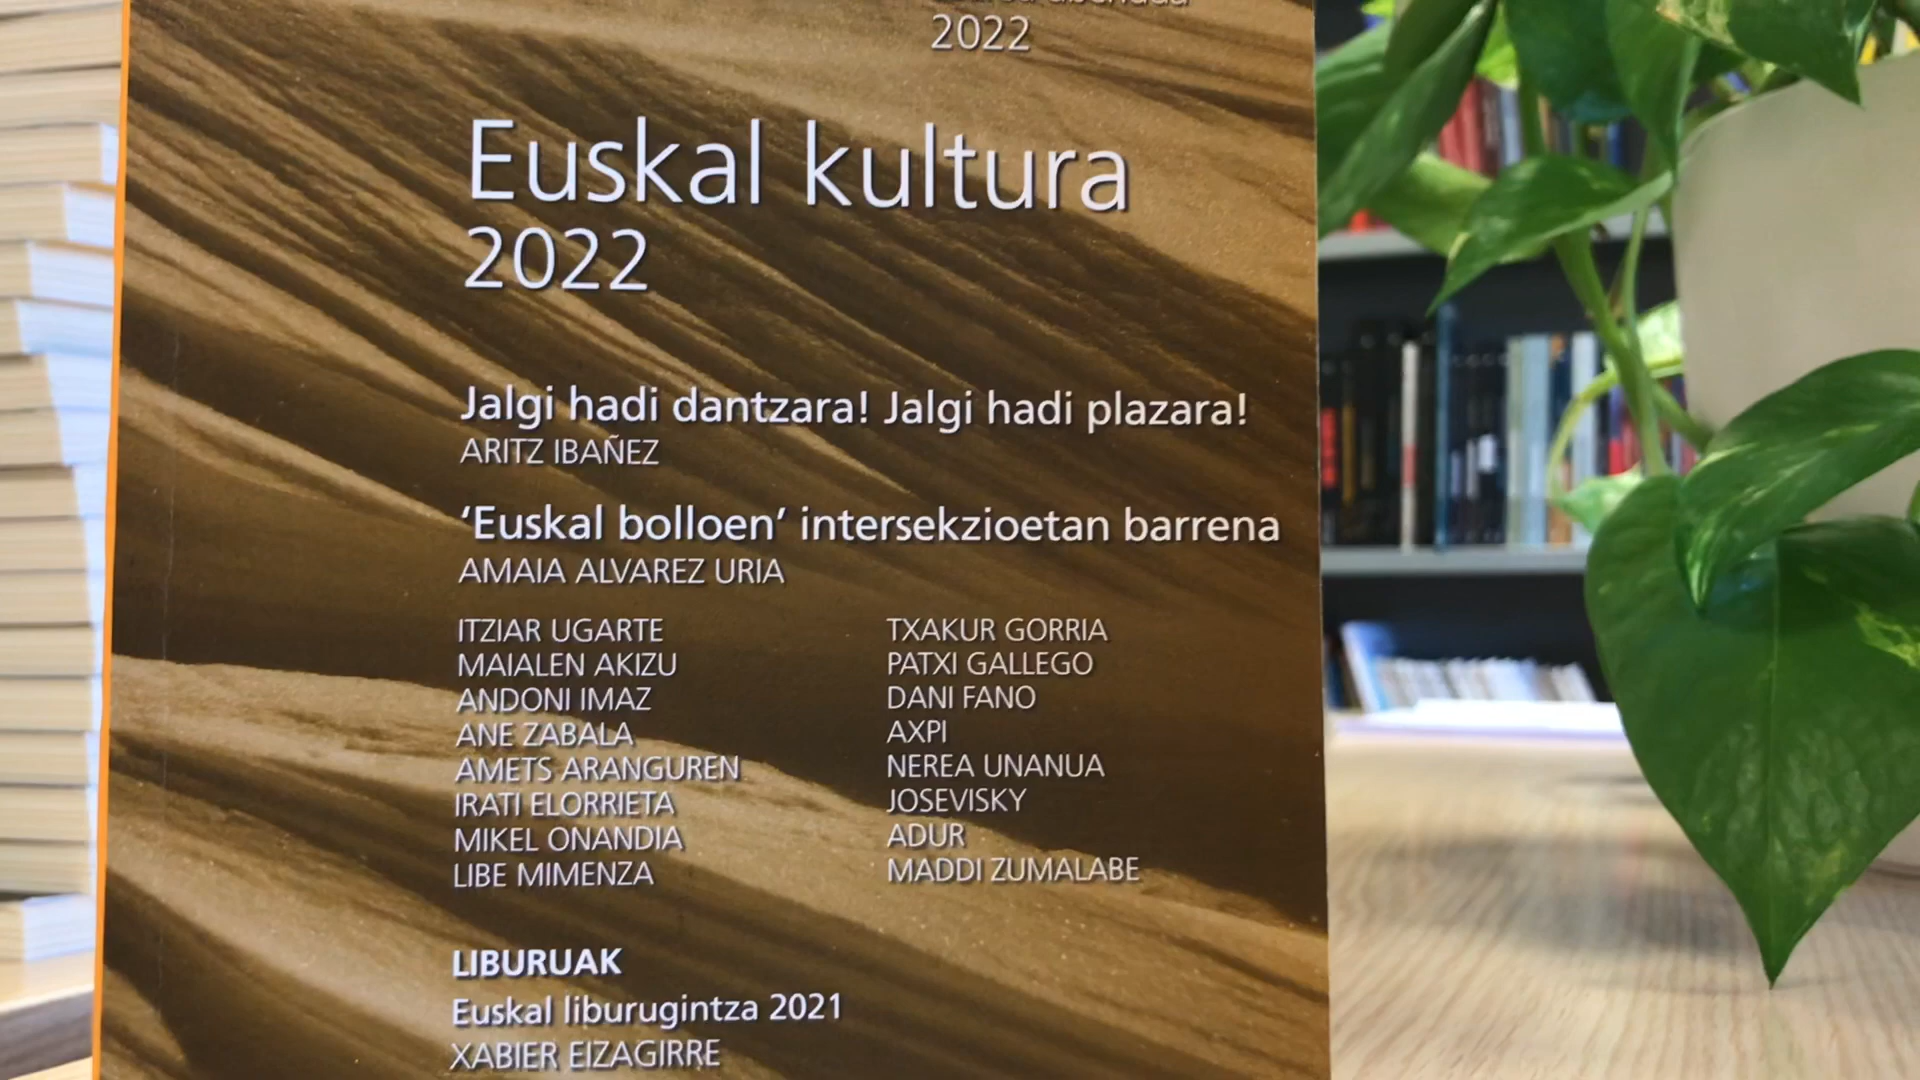 2022
Euskal kultura
2022
Jalgi hadi dantzara! Jalgi hadi plazara!
ARITZ IBAÑEZ
‘Euskal bolloen’ intersekzioetan barrena
AMAIA ALVAREZ URIA
ITZIAR UGARTE
MAIALEN AKIZU
ANDONI IMAZ
ANE ZABALA
AMETS ARANGUREN
IRATI ELORRIETA
MIKEL ONANDIA
LIBE MIMENZA
TXAKUR GORRIA
PATXI GALLEGO
DANI FANO
AXPI
NEREA UNANUA
JOSEVISKY
ADUR
MADDI ZUMALABE
LIBURUAK
Euskal liburugintza 2021
XABIER EIZAGIRRE